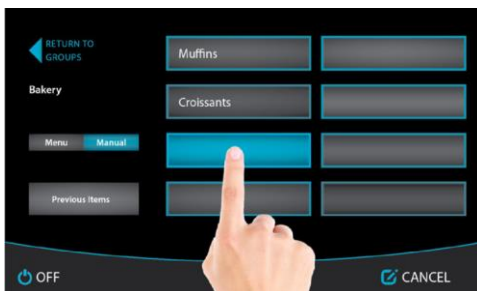 RETURN TO
GROUPS
Bakery
Menu Manual
Previous Items
Muffins
Croissants
OFF
CANCEL